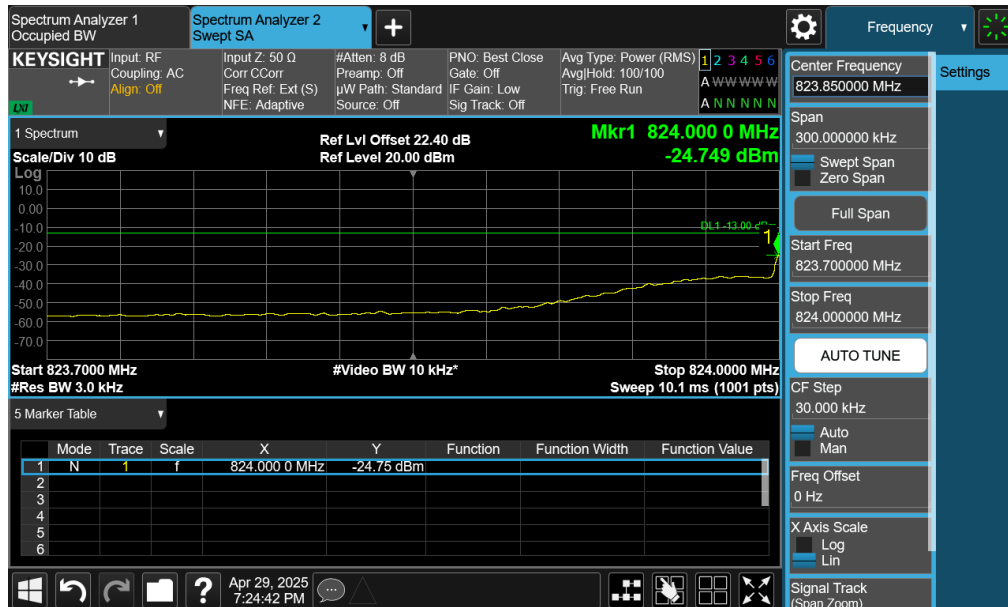 Spectrum Analyzer 1
Occupied BW
Spectrum Analyzer 2
Swept SA
Frequency
KEYSIGHT
LXI
Input: RF
Coupling: AC
Align: Off
Input Z: 50 Ω
Corr CCorr
Freq Ref: Ext (S)
NFE: Adaptive
#Atten: 8 dB
Preamp: Off
µW Path: Standard
Source: Off
PNO: Best Close
Gate: Off
IF Gain: Low
Sig Track: Off
Avg Type: Power (RMS)
Avg|Hold: 100/100
Trig: Free Run
1 2 3 4 5 6
A W W W W W
A N N N N N
1 Spectrum
Scale/Div 10 dB
Ref Lvl Offset 22.40 dB
Ref Level 20.00 dBm
Mkr1 824.000 0 MHz
-24.749 dBm
Log
10.0
0.00
-10.0
-20.0
-30.0
-40.0
-50.0
-60.0
-70.0
DL1 -13.00
1
Start 823.7000 MHz
#Res BW 3.0 kHz
#Video BW 10 kHz*
Stop 824.0000 MHz
Sweep 10.1 ms (1001 pts)
5 Marker Table
Mode Trace Scale X Y Function Function Width Function Value
1 N 1 f 824.000 0 MHz -24.75 dBm
2
3
4
5
6
Apr 29, 2025
7:24:42 PM
?
Center Frequency
823.850000 MHz
Span
300.000000 kHz
Swept Span
Zero Span
Full Span
Start Freq
823.700000 MHz
Stop Freq
824.000000 MHz
AUTO TUNE
CF Step
30.000 kHz
Auto
Man
Freq Offset
0 Hz
X Axis Scale
Log
Lin
Signal Track
(Span Zoom)
Settings